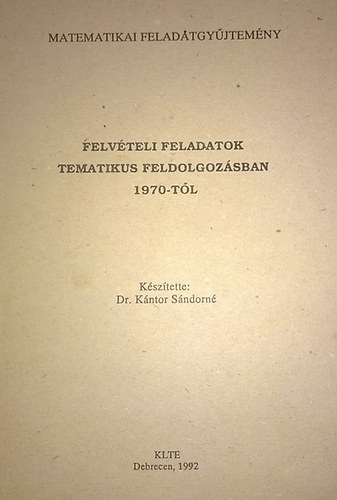 MATEMATIKAI FELADATGYŰJTEMÉNY
FELVÉTELI FELADATOK
TEMATIKUS FELDOLGOZÁSBAN
1970-TŐL
Készítette:
Dr. Kántor Sándorné
KLTE
Debrecen, 1992